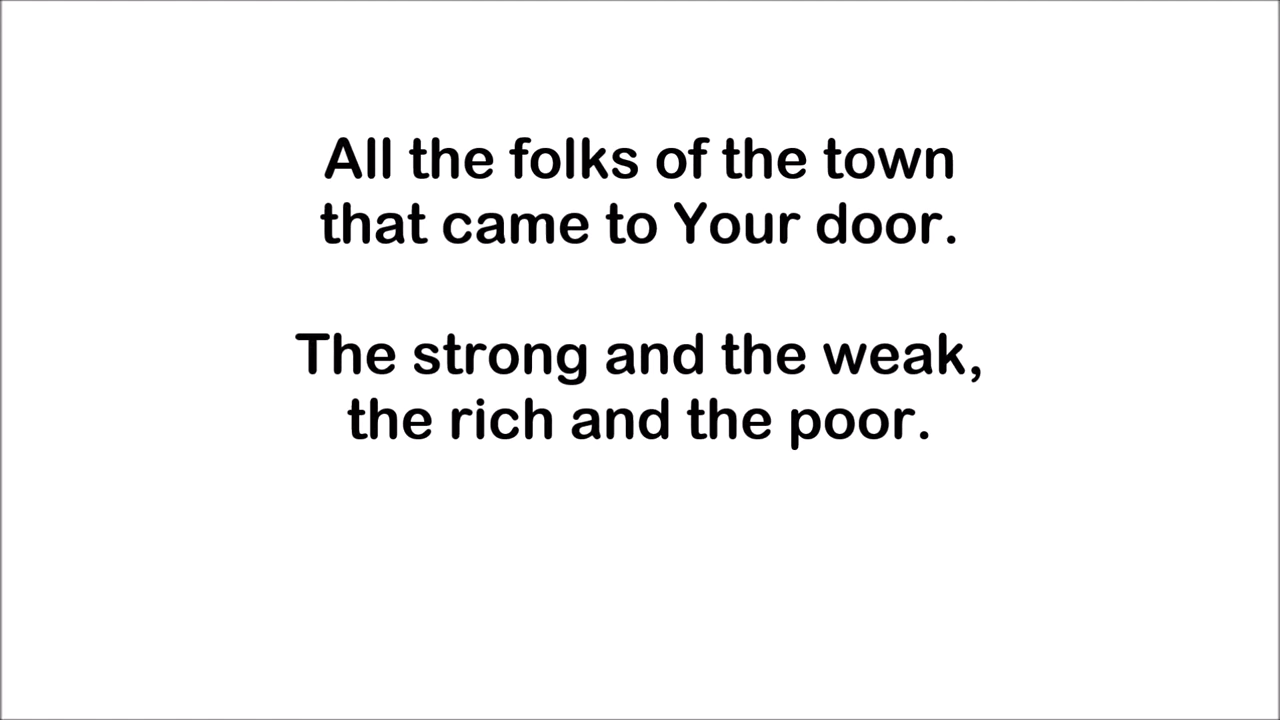 All the folks of the town
that came to Your door.
The strong and the weak,
the rich and the poor.